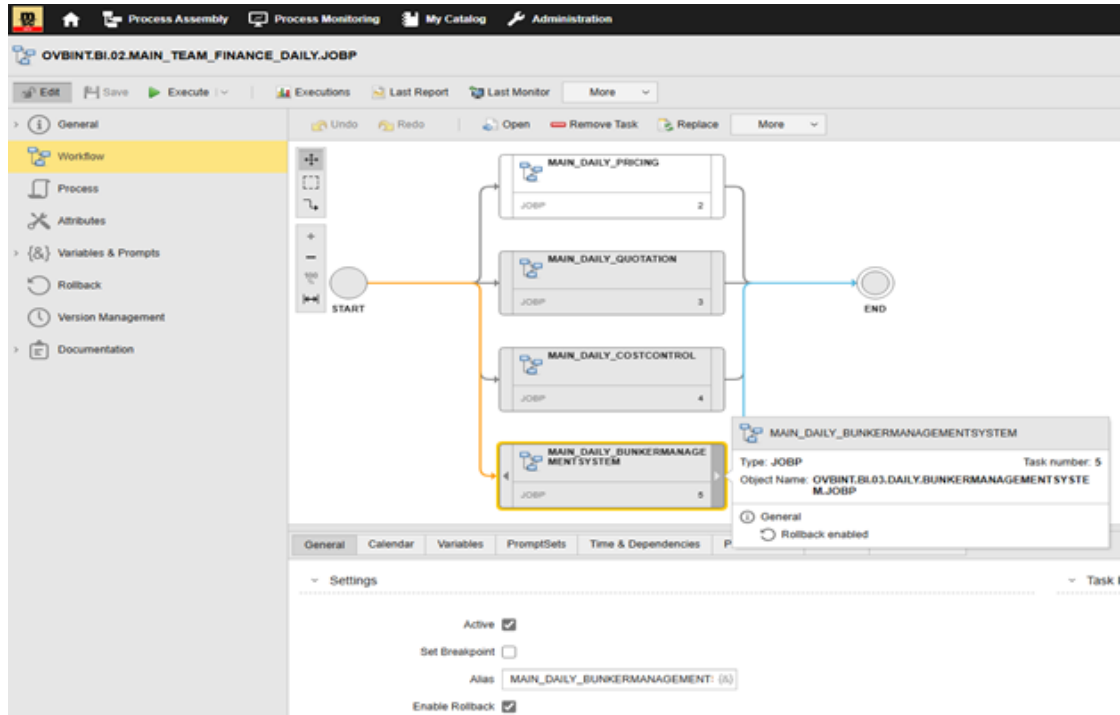 Process Assembly Process Monitoring My Catalog Administration
OVBINT.BI.02.MAIN_TEAM_FINANCE_DAILY.JOBP
Edit Save Execute Executions Last Report Last Monitor More
General
Workflow
Process
Attributes
{&} Variables & Prompts
Rollback
Version Management
Documentation
Undo Redo Open Remove Task Replace More
START
MAIN_DAILY_PRICING
JOBP 2
MAIN_DAILY_QUOTATION
JOBP 3
MAIN_DAILY_COSTCONTROL
JOBP 4
MAIN_DAILY_BUNKERMANAGE
MENTSYSTEM
JOBP 5
END
MAIN_DAILY_BUNKERMANAGEMENTSYSTEM
Type: JOBP Task number: 5
Object Name: OVBINT.BI.03.DAILY.BUNKERMANAGEMENTSYSTE
M.JOBP
General
Rollback enabled
General Calendar Variables PromptSets Time & Dependencies P
Settings
Task
Active
Set Breakpoint
Alias MAIN_DAILY_BUNKERMANAGEMENT: {&}
Enable Rollback